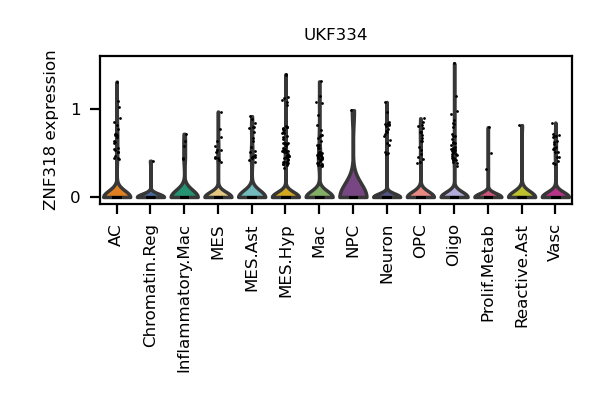 UKF334
ZNF318 expression
1
0
AC
Chromatin.Reg
Inflammatory.Mac
MES
MES.Ast
MES.Hyp
Mac
NPC
Neuron
OPC
Oligo
Prolif.Metab
Reactive.Ast
Vasc